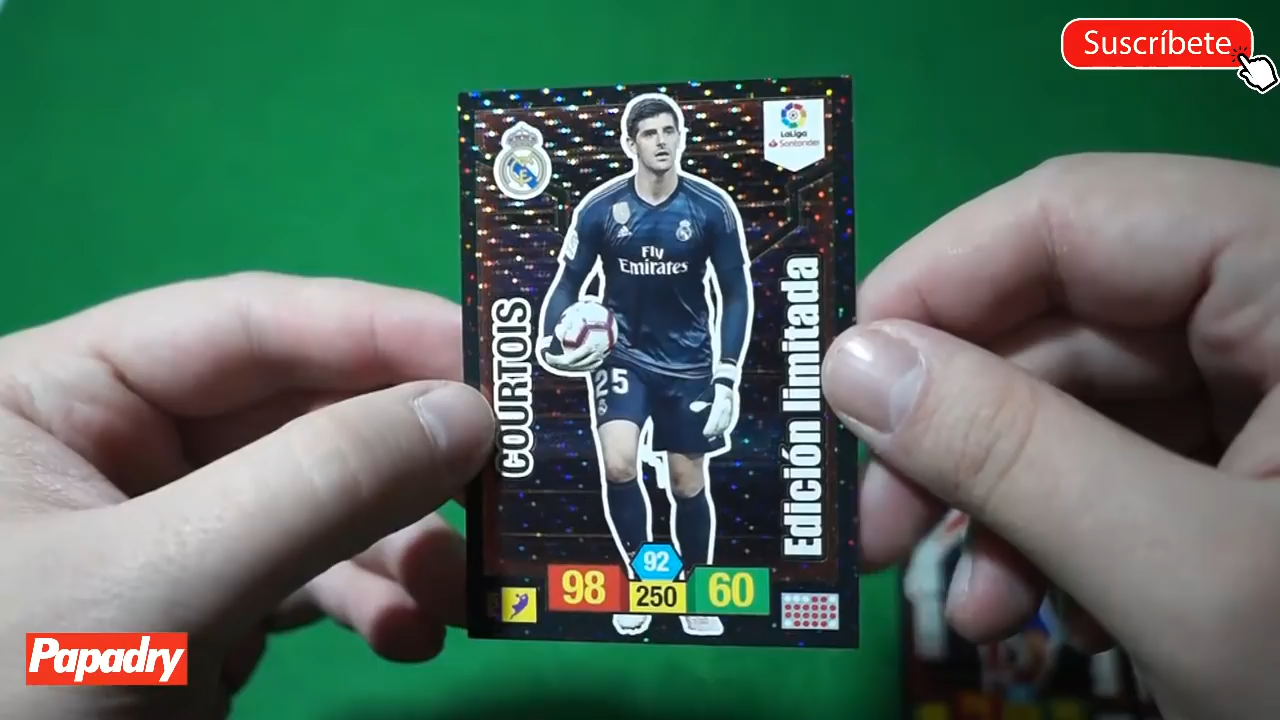 Suscríbete
LaLiga
Santander
Fly
Emirates
25
COURTOIS
Edición limitada
92
98
250
60
Papadry